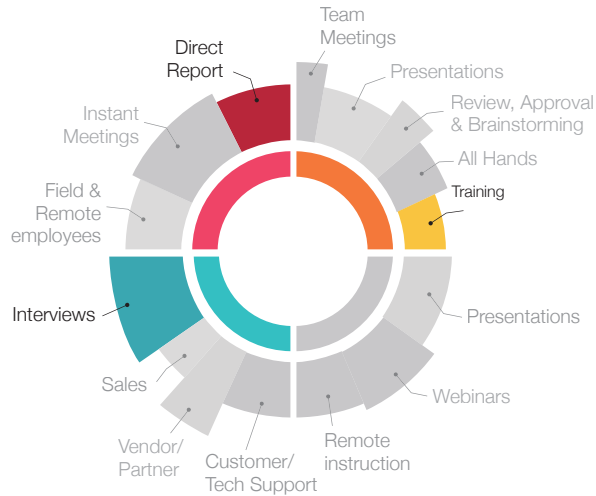 Team
Meetings
Direct
Report
Presentations
Review, Approval
& Brainstorming
Instant
Meetings
All Hands
Training
Field &
Remote
employees
Interviews
Presentations
Sales
Webinars
Vendor/
Partner
Customer/
Tech Support
Remote
instruction